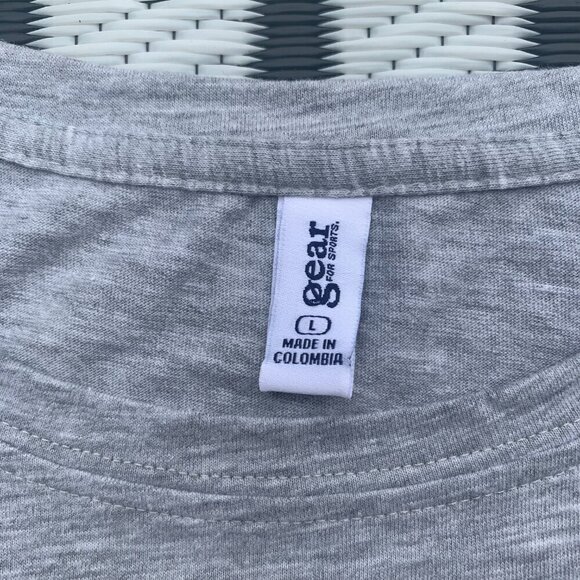 gear
FOR SPORTS.
L
MADE IN
COLOMBIA